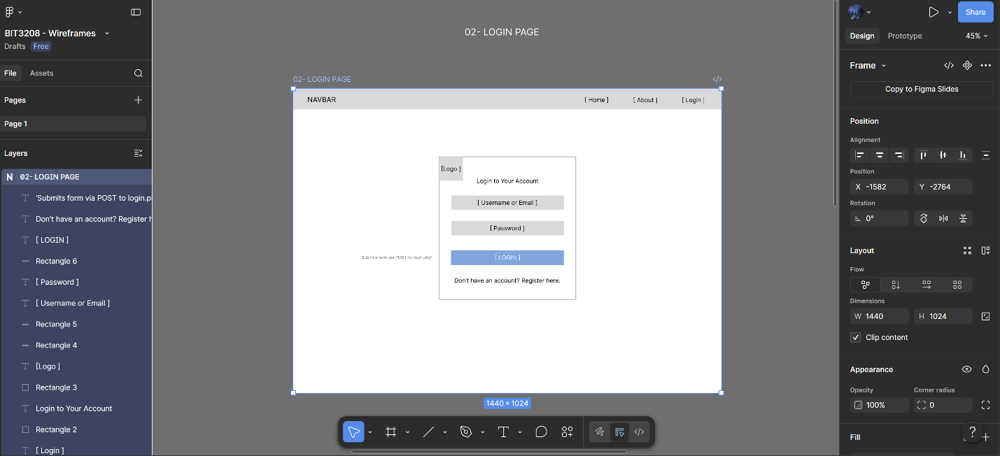 BIT3208 - Wireframes
Drafts Free
File Assets
Pages
Page 1
Layers
02- LOGIN PAGE
'Submits form via POST to login.p
Don't have an account? Register h
[ LOGIN ]
Rectangle 6
[ Password ]
[ Username or Email ]
Rectangle 5
Rectangle 4
[Logo ]
Rectangle 3
Login to Your Account
Rectangle 2
[ Login ]
02- LOGIN PAGE
02- LOGIN PAGE
NAVBAR [ Home ] [ About ] [ Login ]
[Logo ]
Login to Your Account
[ Username or Email ]
[ Password ]
'Submits form via POST to login.php'
[ LOGIN ]
Don't have an account? Register here.
1440 × 1024
Share
Design Prototype 45%
Frame
Copy to Figma Slides
Position
Alignment
Position
X -1582 Y -2764
Rotation
0°
Layout
Flow
Dimensions
W 1440 H 1024
Clip content
Appearance
Opacity Corner radius
100% 0
Fill
?